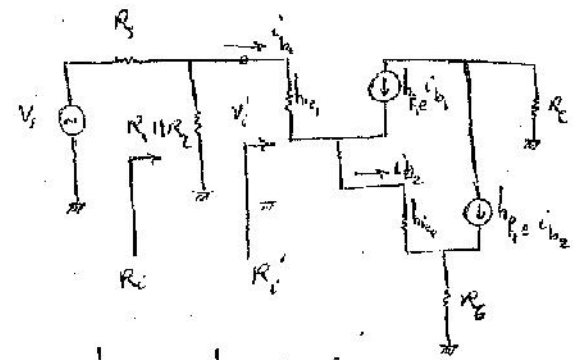 Rs
ib1
Vs
R1 || R2
Vi'
hie1
hfe ib1
Rc
ib2
hie2
hfe ib2
Ri
Ri'
RE